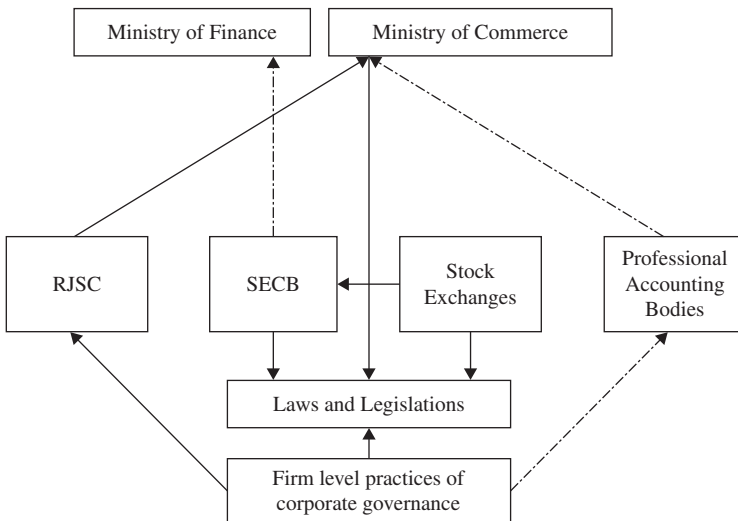 Ministry of Finance
Ministry of Commerce
RJSC
SECB
Stock
Exchanges
Professional
Accounting
Bodies
Laws and Legislations
Firm level practices of
corporate governance